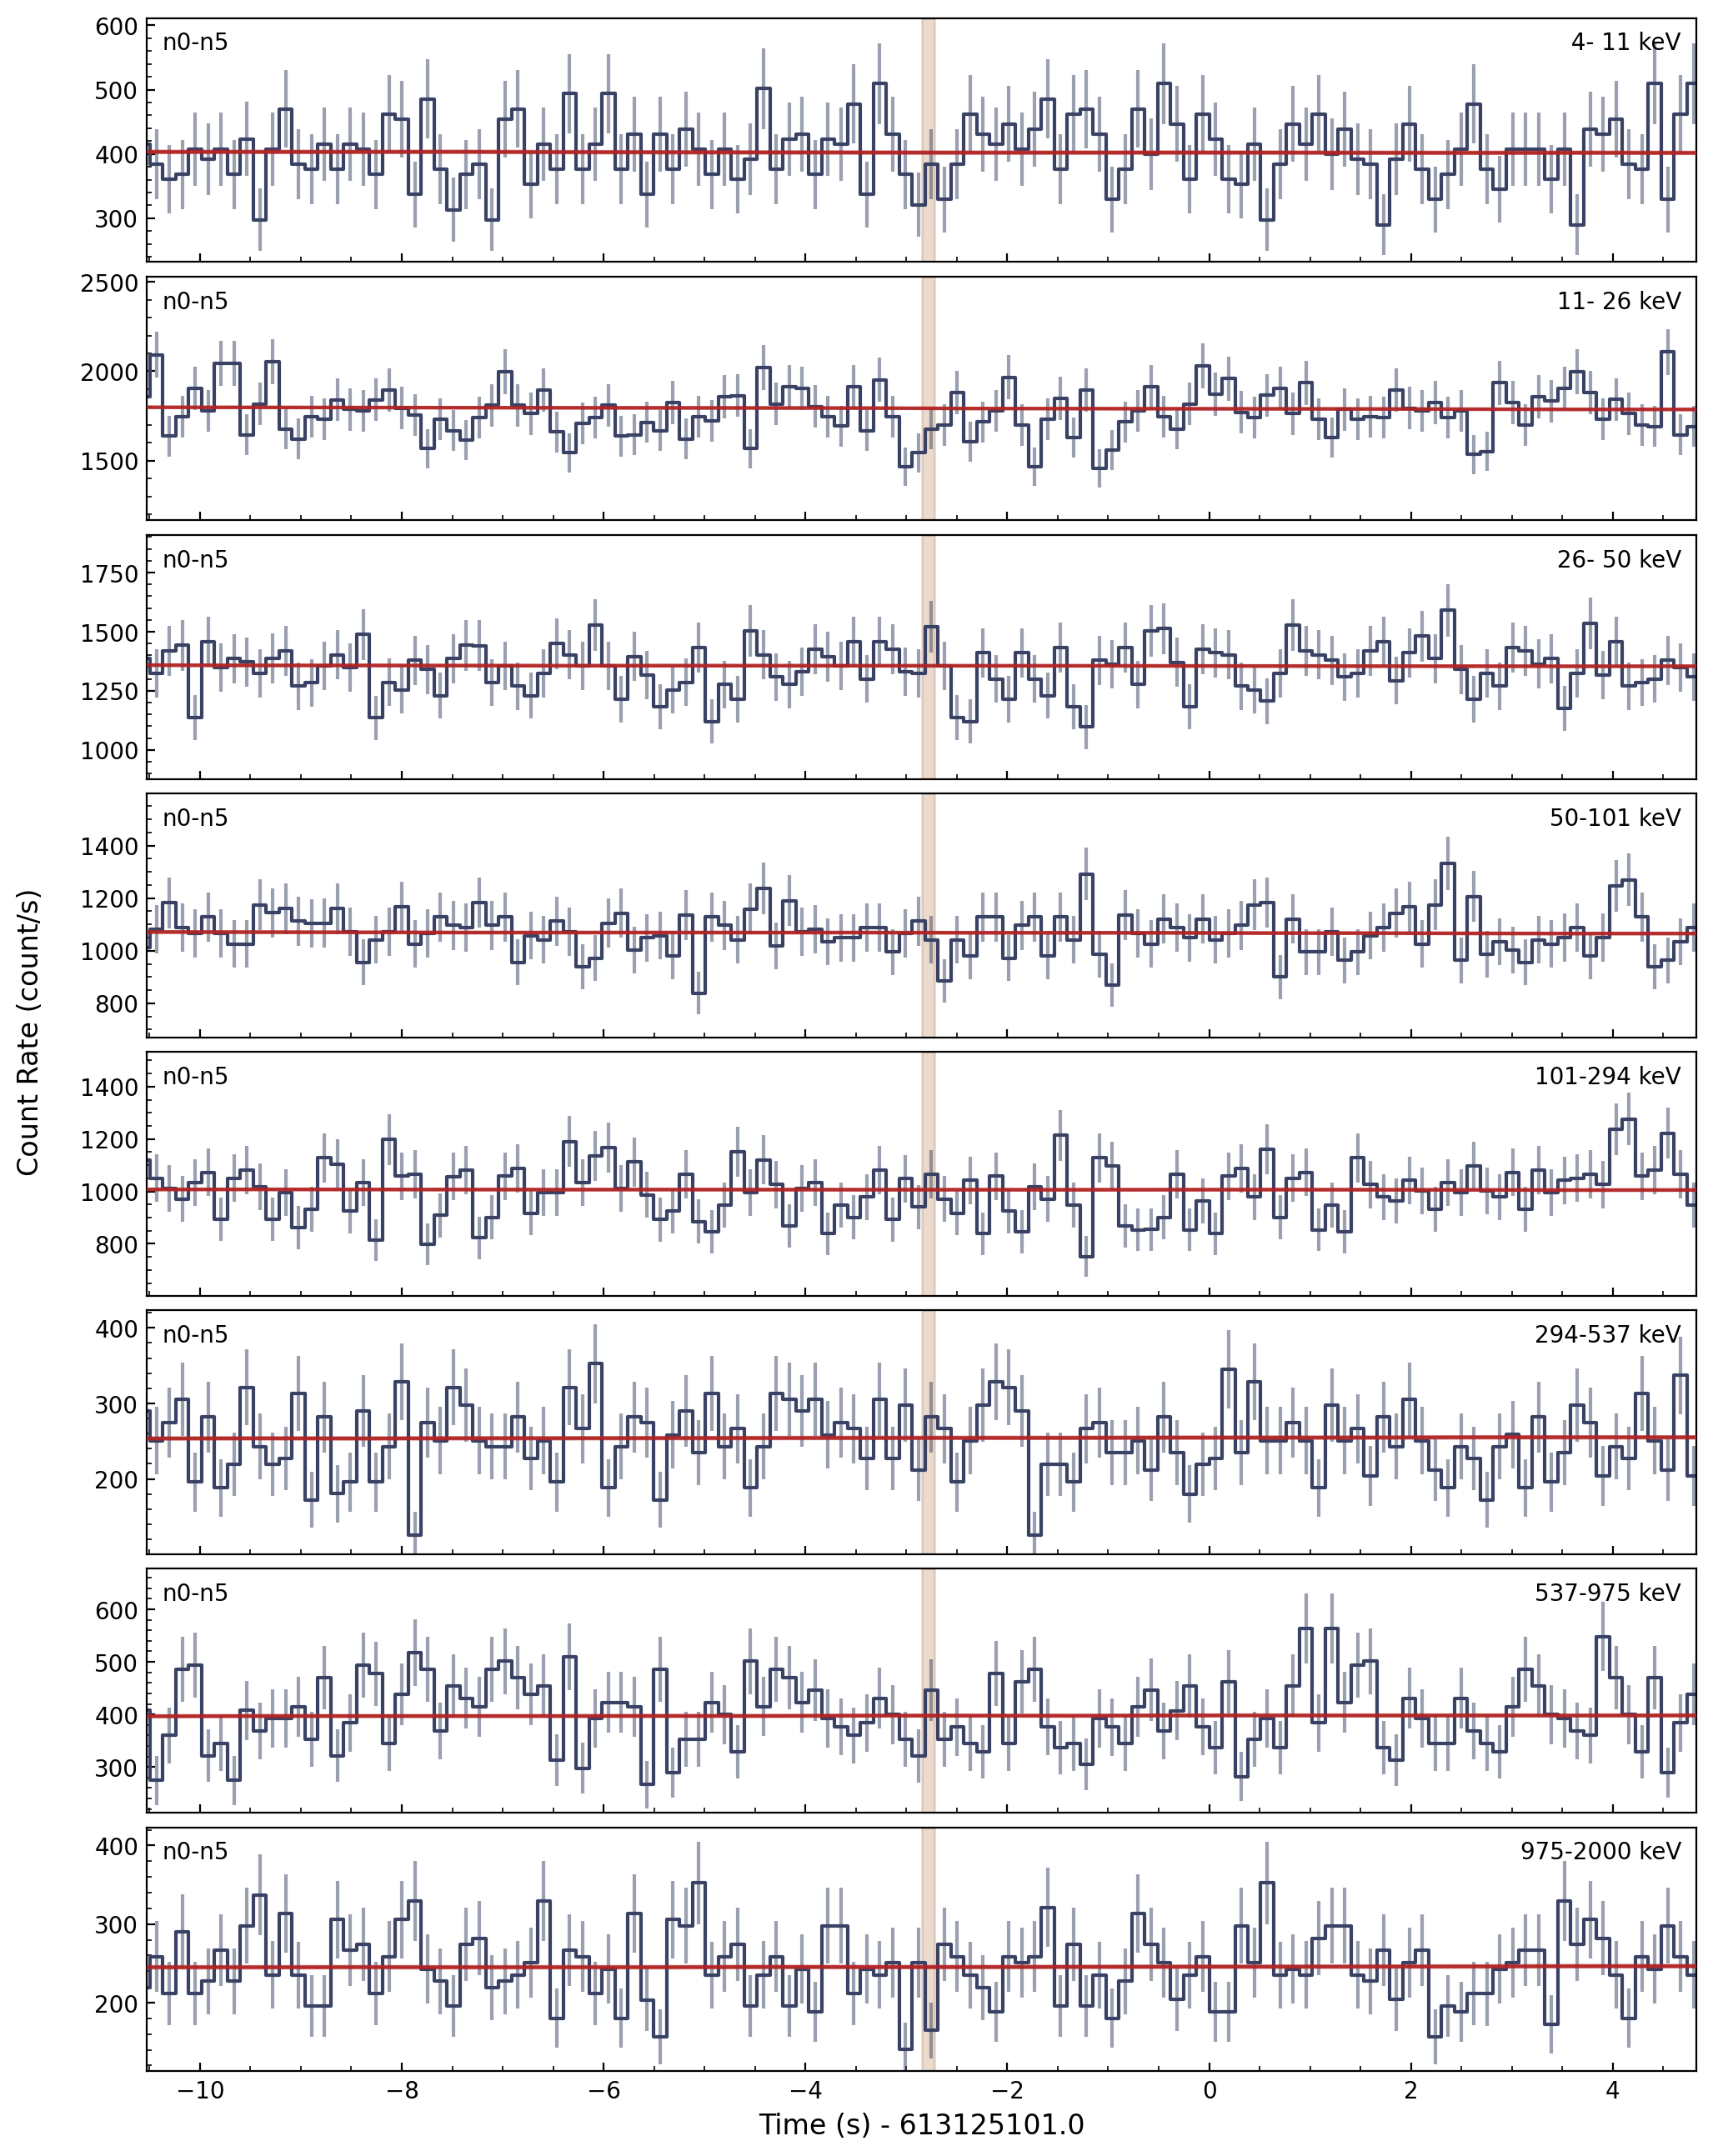 Count Rate (count/s)
n0-n5 4- 11 keV
600
500
400
300
n0-n5 11- 26 keV
2500
2000
1500
n0-n5 26- 50 keV
1750
1500
1250
1000
n0-n5 50-101 keV
1400
1200
1000
800
n0-n5 101-294 keV
1400
1200
1000
800
n0-n5 294-537 keV
400
300
200
n0-n5 537-975 keV
600
500
400
300
n0-n5 975-2000 keV
400
300
200
−10 −8 −6 −4 −2 0 2 4
Time (s) - 613125101.0